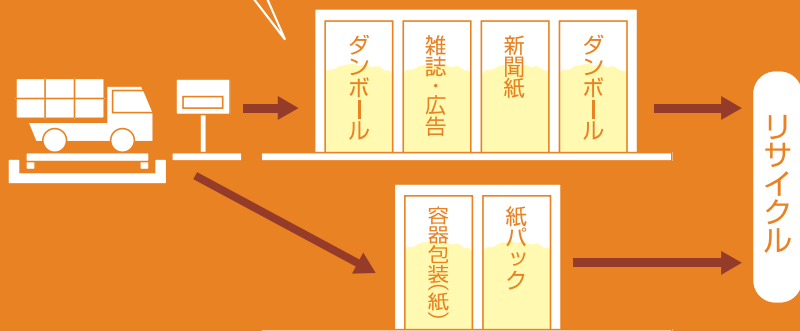 ダンボール
雑誌・広告
新聞紙
ダンボール
容器包装(紙)
紙パック
リサイクル